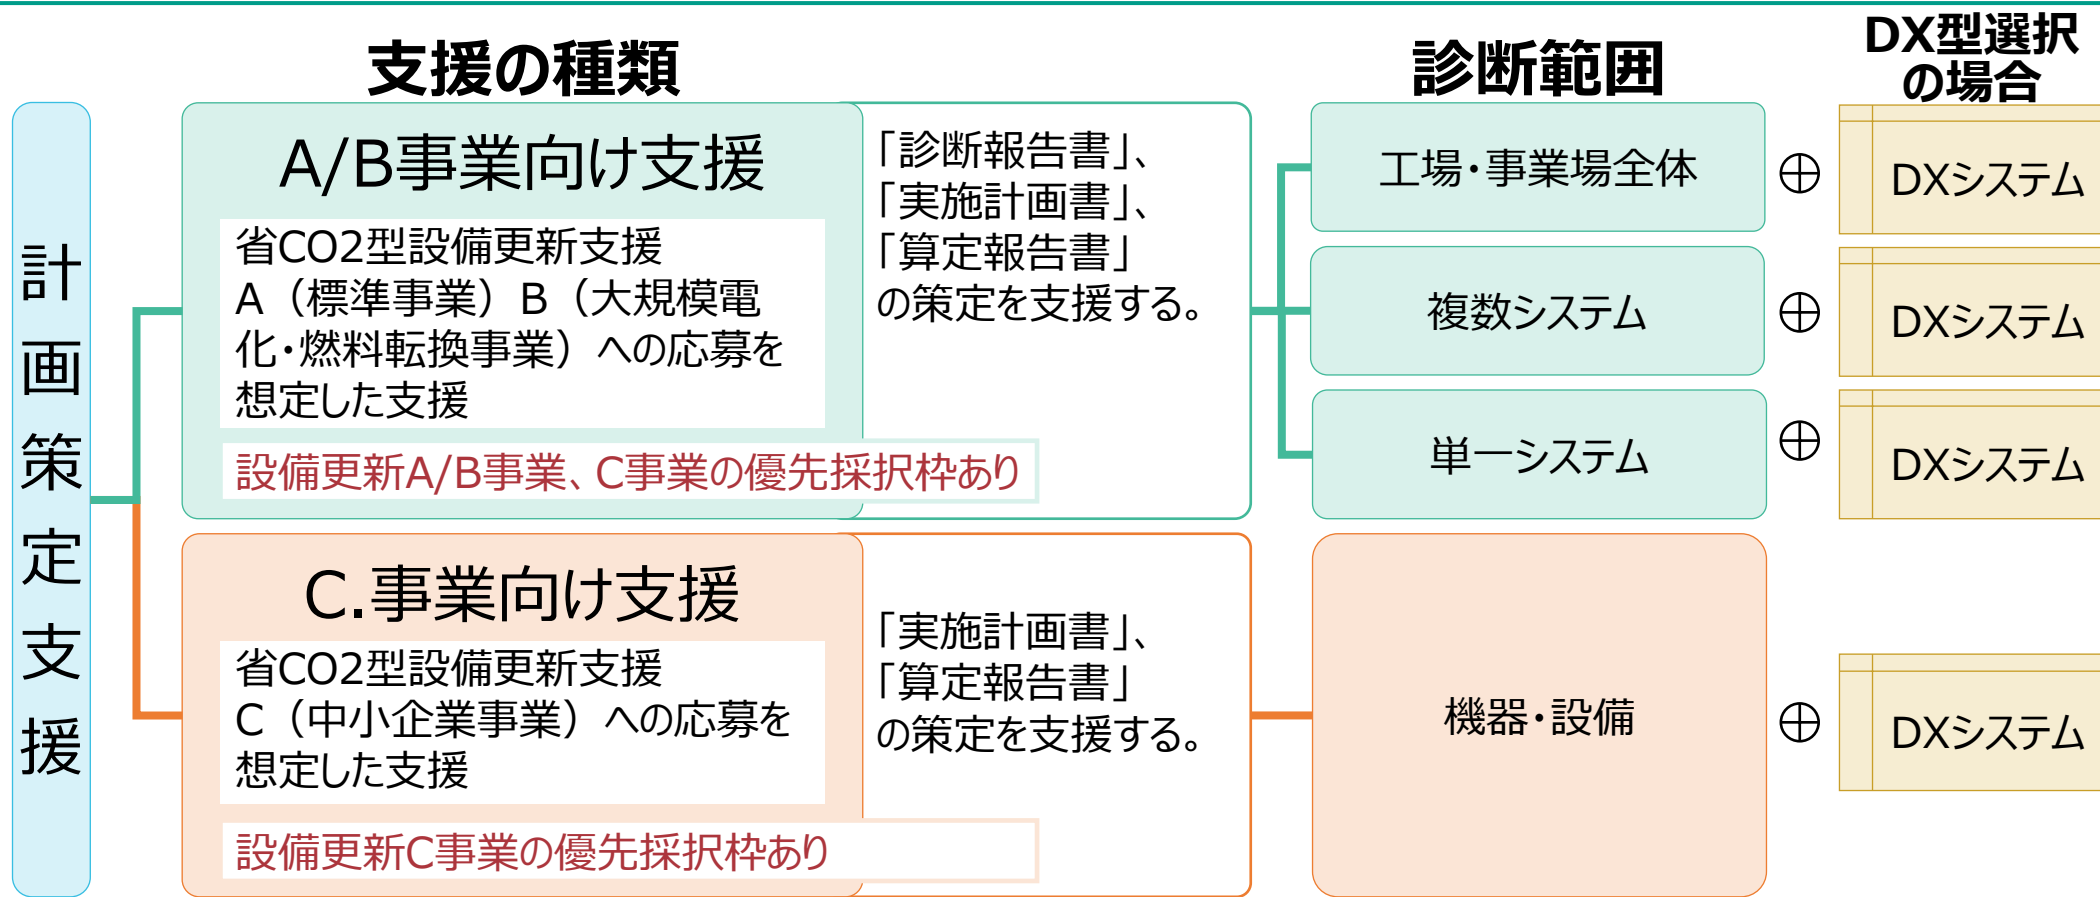 支援の種類
診断範囲
DX型選択
の場合
計画策定支援
A/B事業向け支援
省CO2型設備更新支援
A（標準事業）B（大規模電
化・燃料転換事業）への応募を
想定した支援
設備更新A/B事業、C事業の優先採択枠あり
「診断報告書」、
「実施計画書」、
「算定報告書」
の策定を支援する。
工場・事業場全体
⊕
DXシステム
複数システム
⊕
DXシステム
単一システム
⊕
DXシステム
C.事業向け支援
省CO2型設備更新支援
C（中小企業事業）への応募を
想定した支援
設備更新C事業の優先採択枠あり
「実施計画書」、
「算定報告書」
の策定を支援する。
機器・設備
⊕
DXシステム